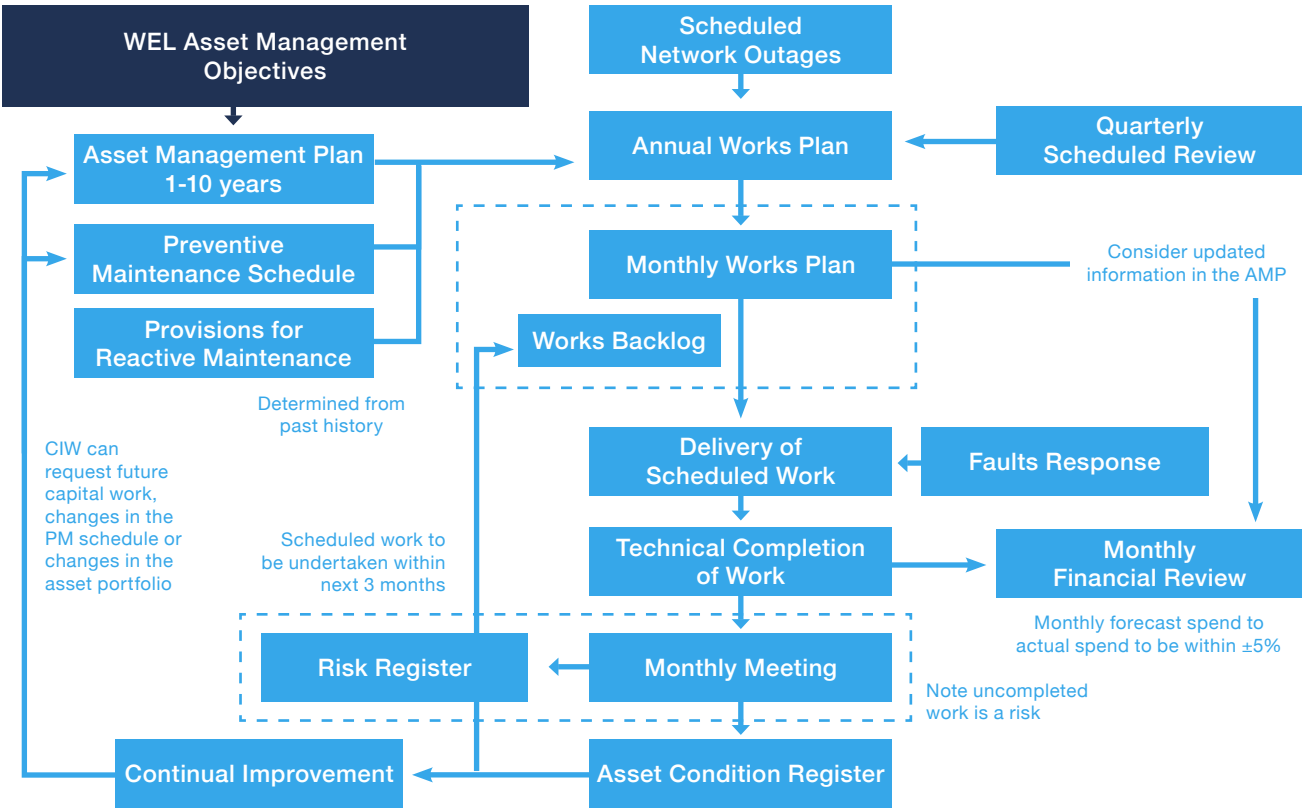 WEL Asset Management
Objectives
Scheduled
Network Outages
Asset Management Plan
1-10 years
Annual Works Plan
Quarterly
Scheduled Review
Preventive
Maintenance Schedule
Monthly Works Plan
Consider updated
information in the AMP
Provisions for
Reactive Maintenance
Works Backlog
Determined from
past history
CIW can
request future
capital work,
changes in the
PM schedule or
changes in the
asset portfolio
Delivery of
Scheduled Work
Faults Response
Scheduled work to
be undertaken within
next 3 months
Technical Completion
of Work
Monthly
Financial Review
Monthly forecast spend to
actual spend to be within ±5%
Risk Register
Monthly Meeting
Note uncompleted
work is a risk
Continual Improvement
Asset Condition Register